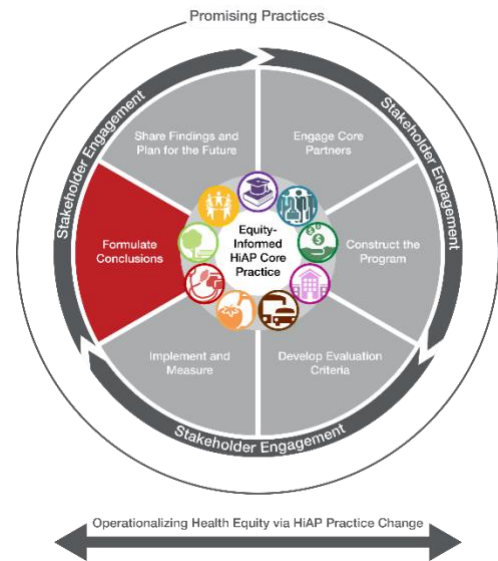 Promising Practices
Stakeholder Engagement
Stakeholder Engagement
Share Findings and
Plan for the Future
Engage Core
Partners
Formulate
Conclusions
Equity-
Informed
HiAP Core
Practice
Construct the
Program
Implement and
Measure
Develop Evaluation
Criteria
Stakeholder Engagement
Operationalizing Health Equity via HiAP Practice Change